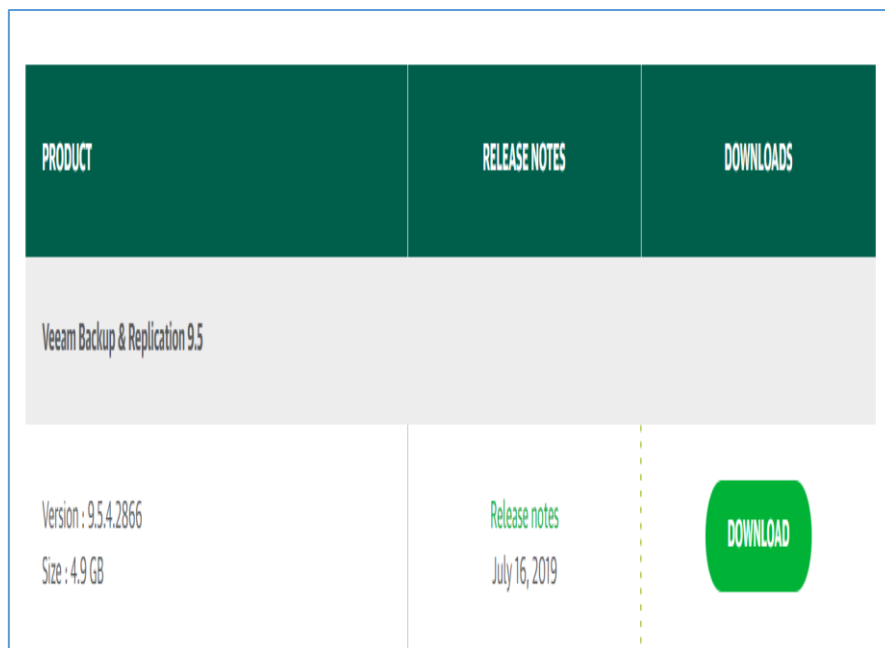 PRODUCT RELEASE NOTES DOWNLOADS
Veeam Backup & Replication 9.5
Version : 9.5.4.2866
Size : 4.9 GB
Release notes
July 16, 2019
DOWNLOAD